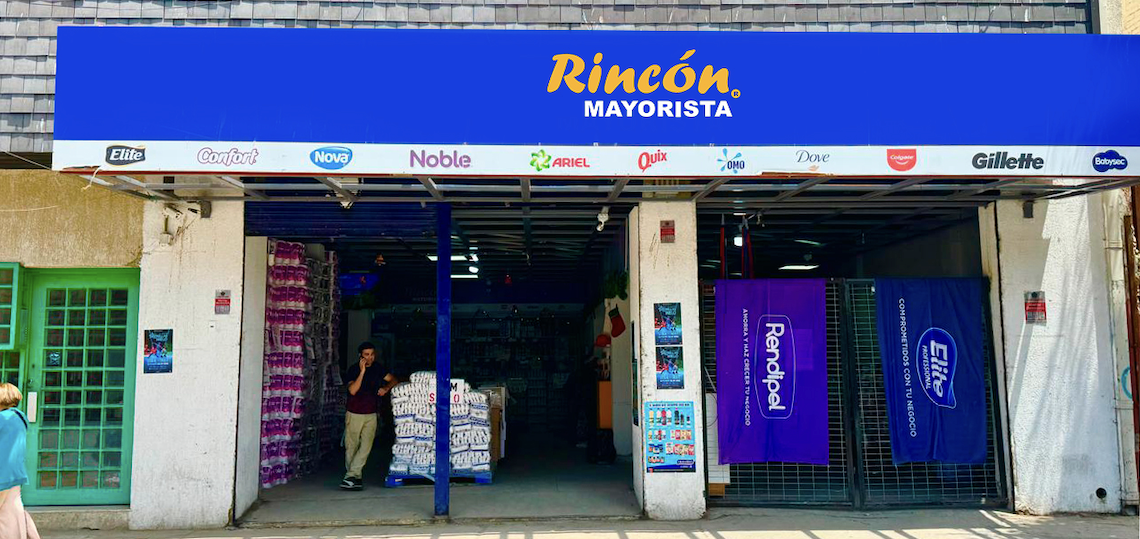 Rincón®
MAYORISTA
Elite
Confort
Nova
Noble
ARIEL
Quix
OMO
Dove
Colgate
Gillette
Babysec
Rendipel
AHORRA Y HAZ CRECER TU NEGOCIO
Elite
PROFESSIONAL
COMPROMETIDOS CON TU NEGOCIO